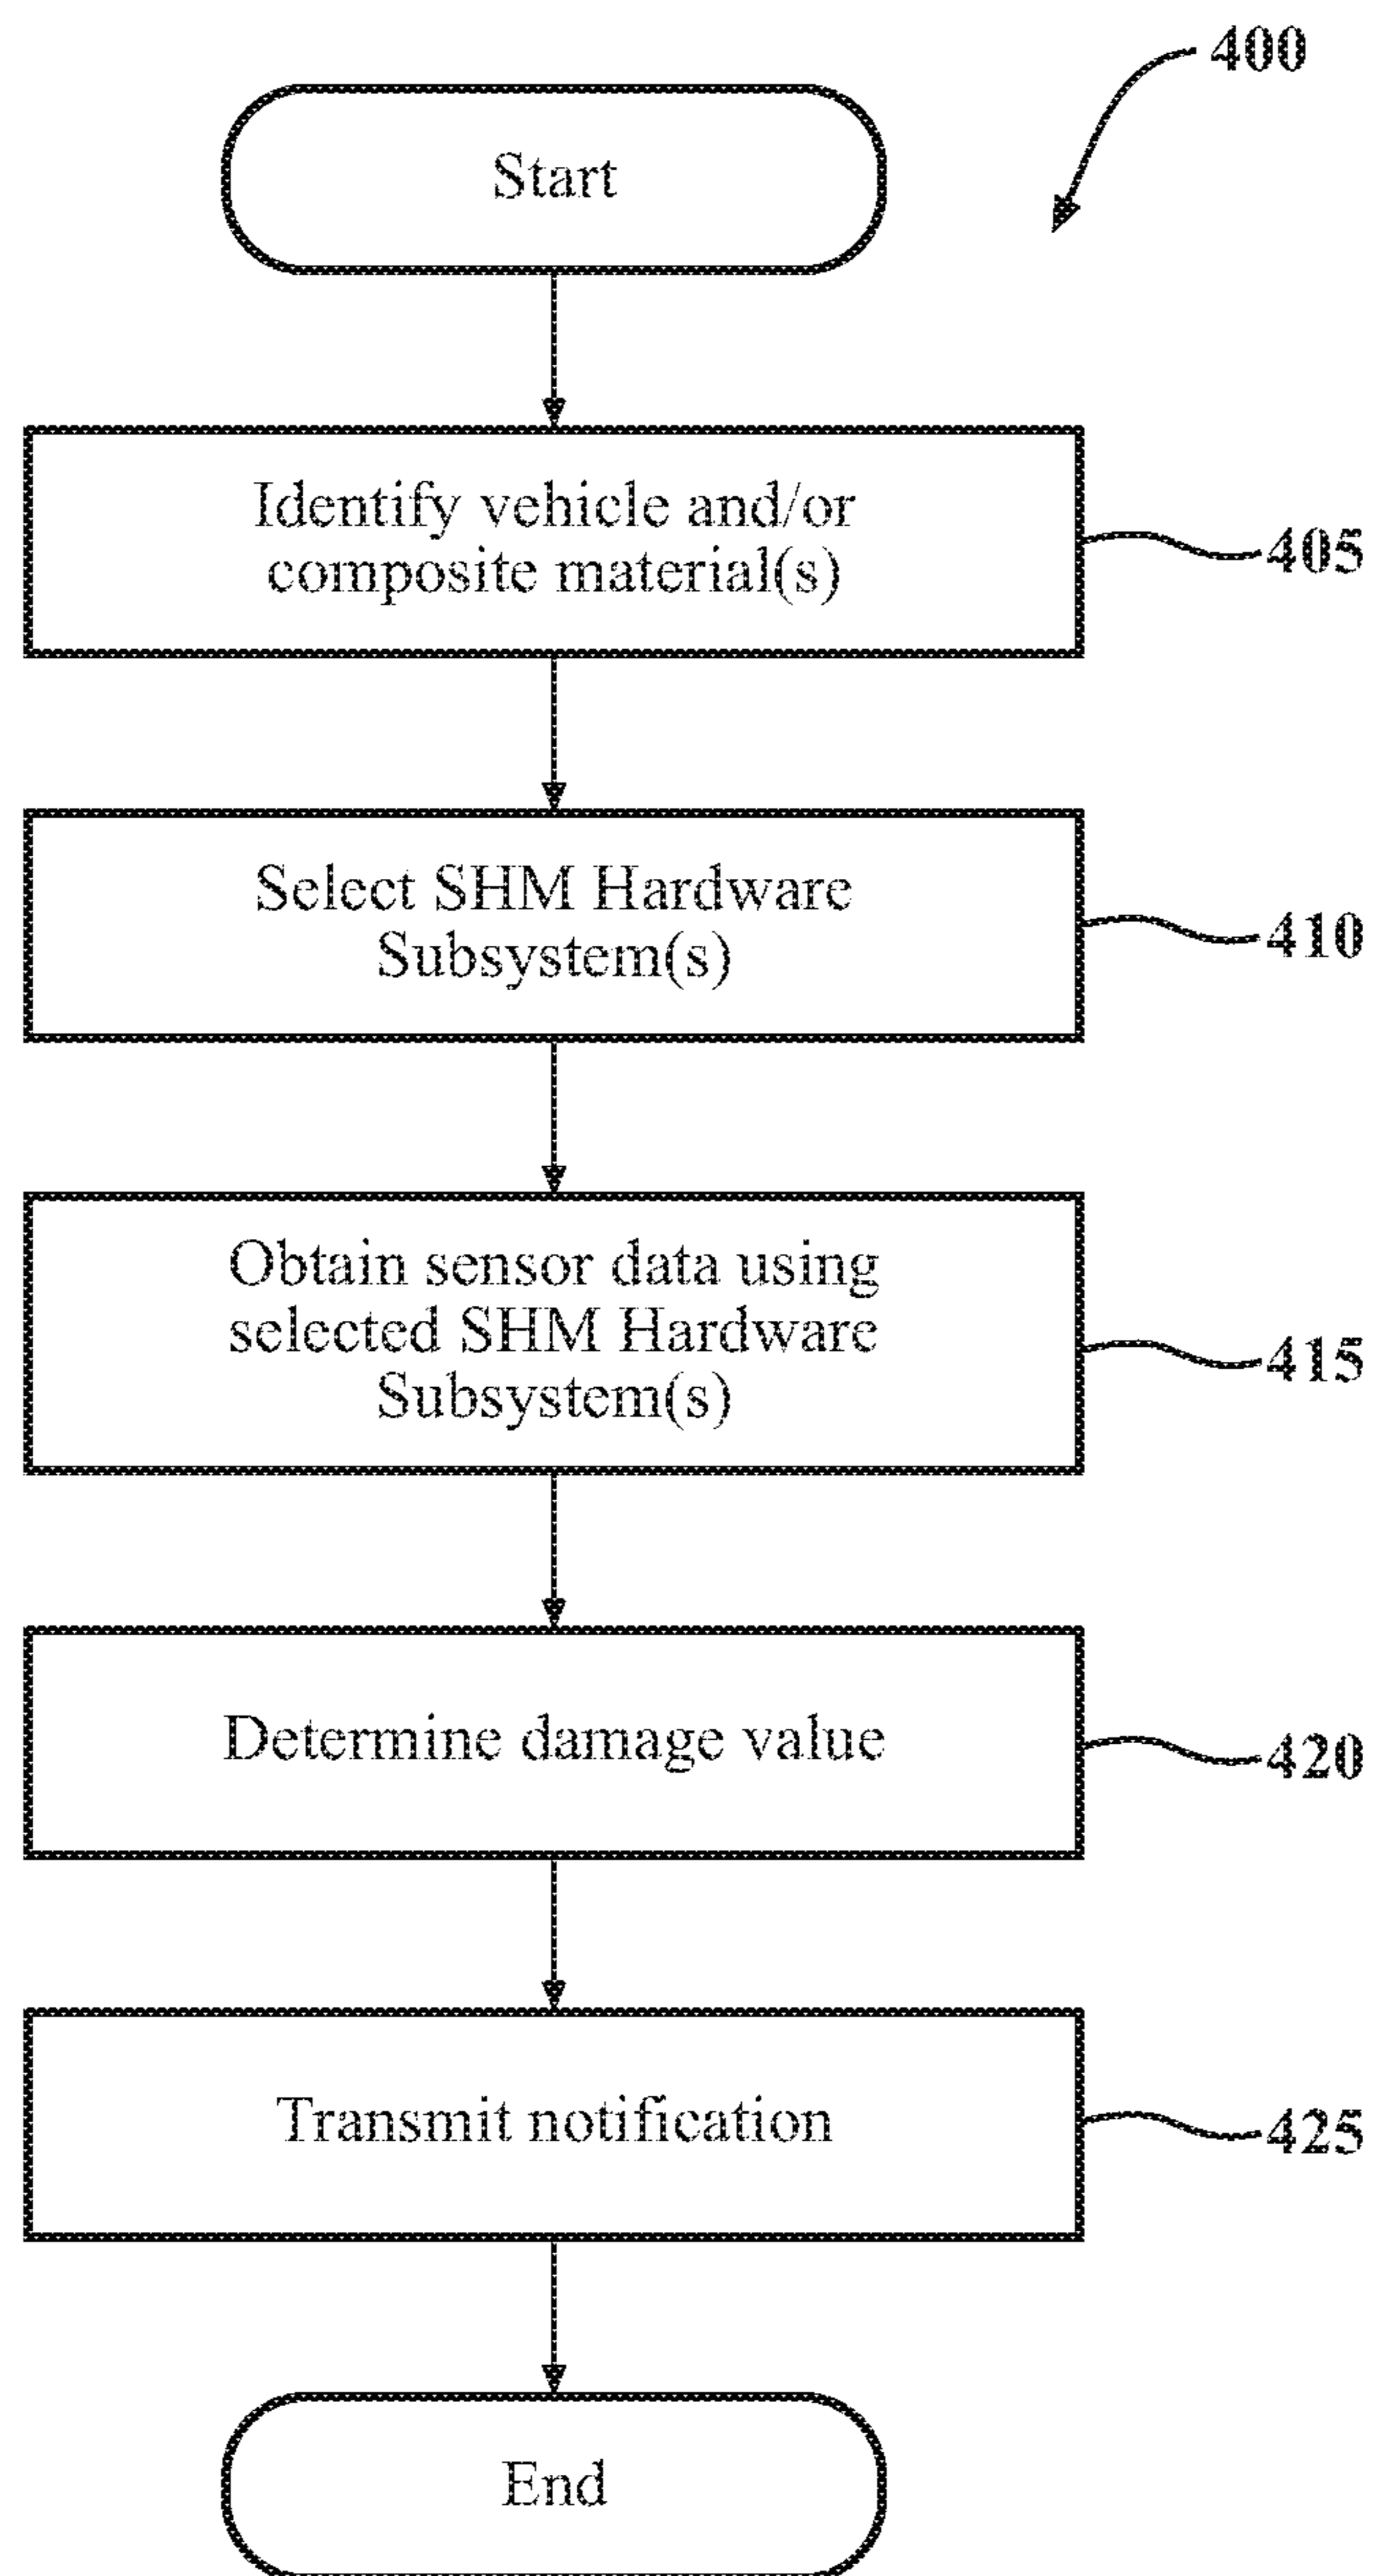 400
Start
Identify vehicle and/or
composite material(s)
405
Select SHM Hardware
Subsystem(s)
410
Obtain sensor data using
selected SHM Hardware
Subsystem(s)
415
Determine damage value
420
Transmit notification
425
End